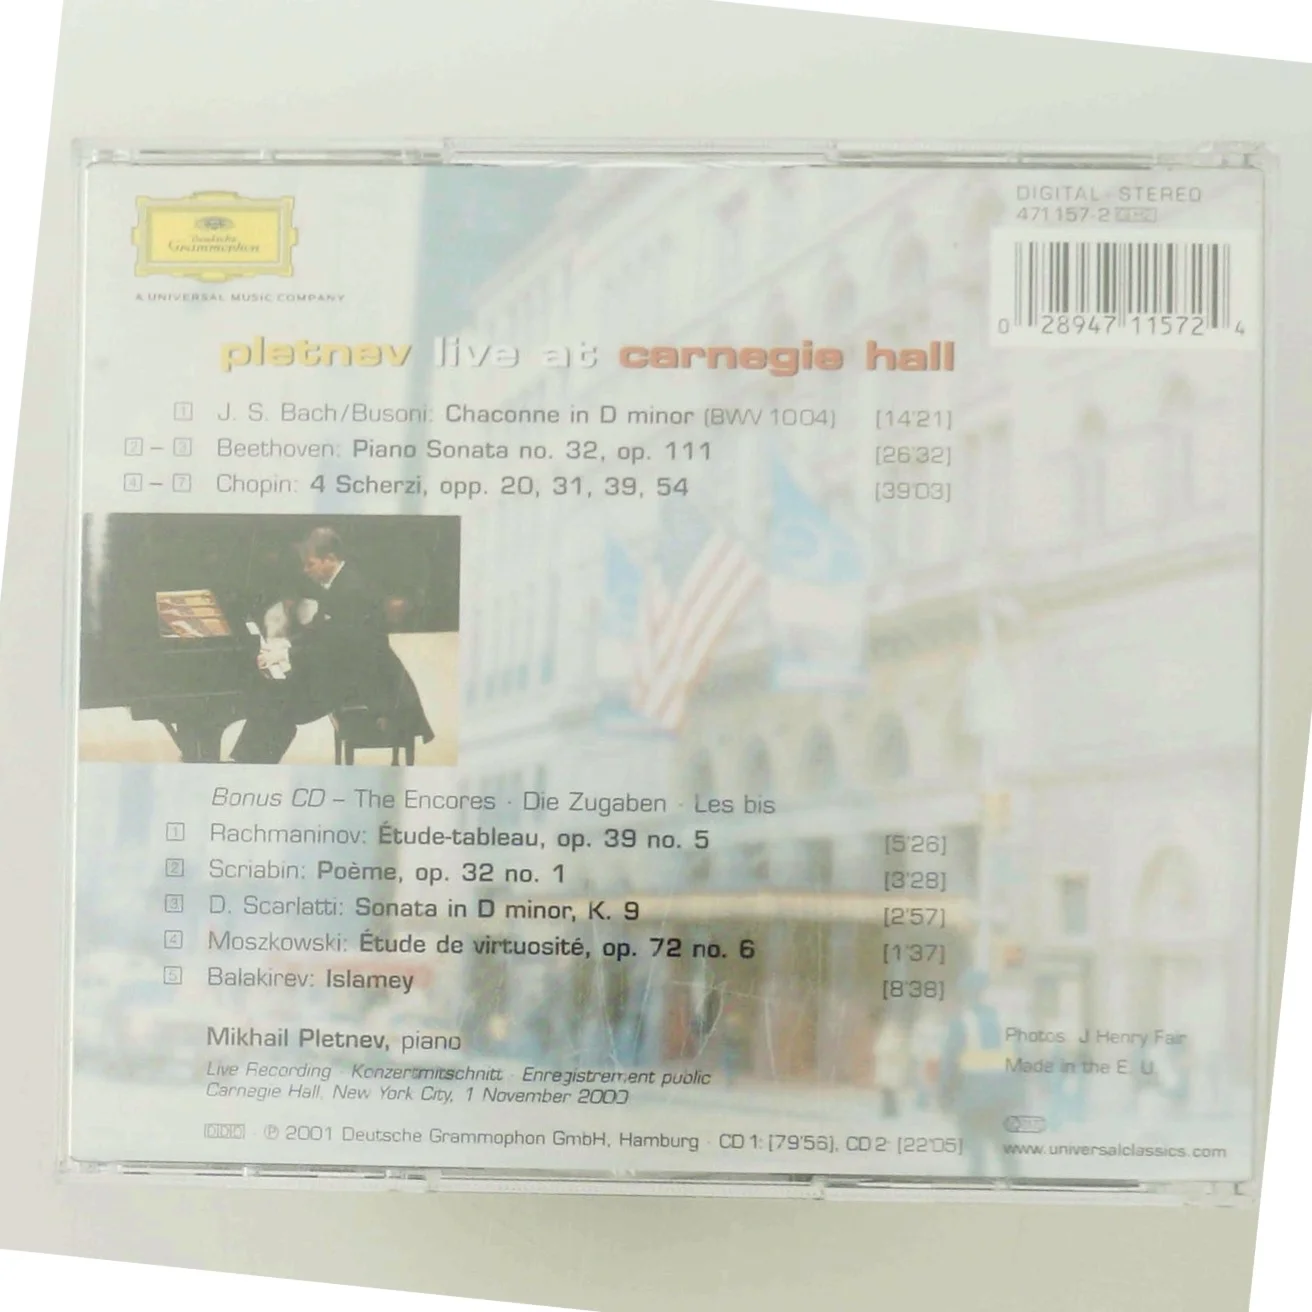 DIGITAL STEREO
471 157-2 GH2
Deutsche
Grammophon
A UNIVERSAL MUSIC COMPANY
0 28947 11572 4
pletnev live at carnegie hall
1 J. S. Bach/Busoni: Chaconne in D minor (BWV 1004) [14'21]
2 – 3 Beethoven: Piano Sonata no. 32, op. 111 [26'32]
4 – 7 Chopin: 4 Scherzi, opp. 20, 31, 39, 54 [39'03]
Bonus CD – The Encores · Die Zugaben · Les bis
1 Rachmaninov: Étude-tableau, op. 39 no. 5 [5'26]
2 Scriabin: Poème, op. 32 no. 1 [3'28]
3 D. Scarlatti: Sonata in D minor, K. 9 [2'57]
4 Moszkowski: Étude de virtuosité, op. 72 no. 6 [1'37]
5 Balakirev: Islamey [8'38]
Mikhail Pletnev, piano
Live Recording · Konzertmitschnitt · Enregistrement public
Carnegie Hall, New York City, 1 November 2000
DDD · ℗ 2001 Deutsche Grammophon GmbH, Hamburg · CD 1: [79'56], CD 2: [22'05]
Photos: J Henry Fair
Made in the E. U.
www.universalclassics.com